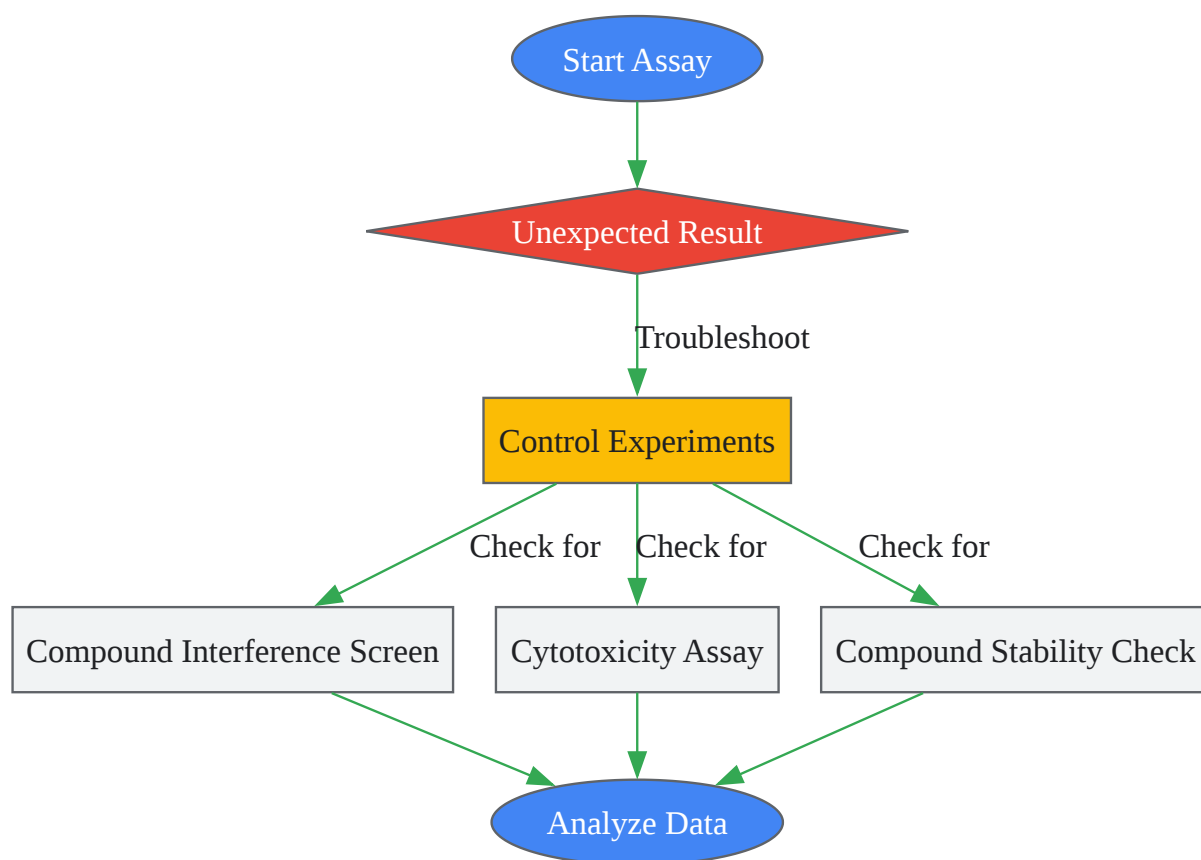 Start Assay
Unexpected Result
Troubleshoot
Control Experiments
Check for
Check for
Check for
Compound Interference Screen
Cytotoxicity Assay
Compound Stability Check
Analyze Data